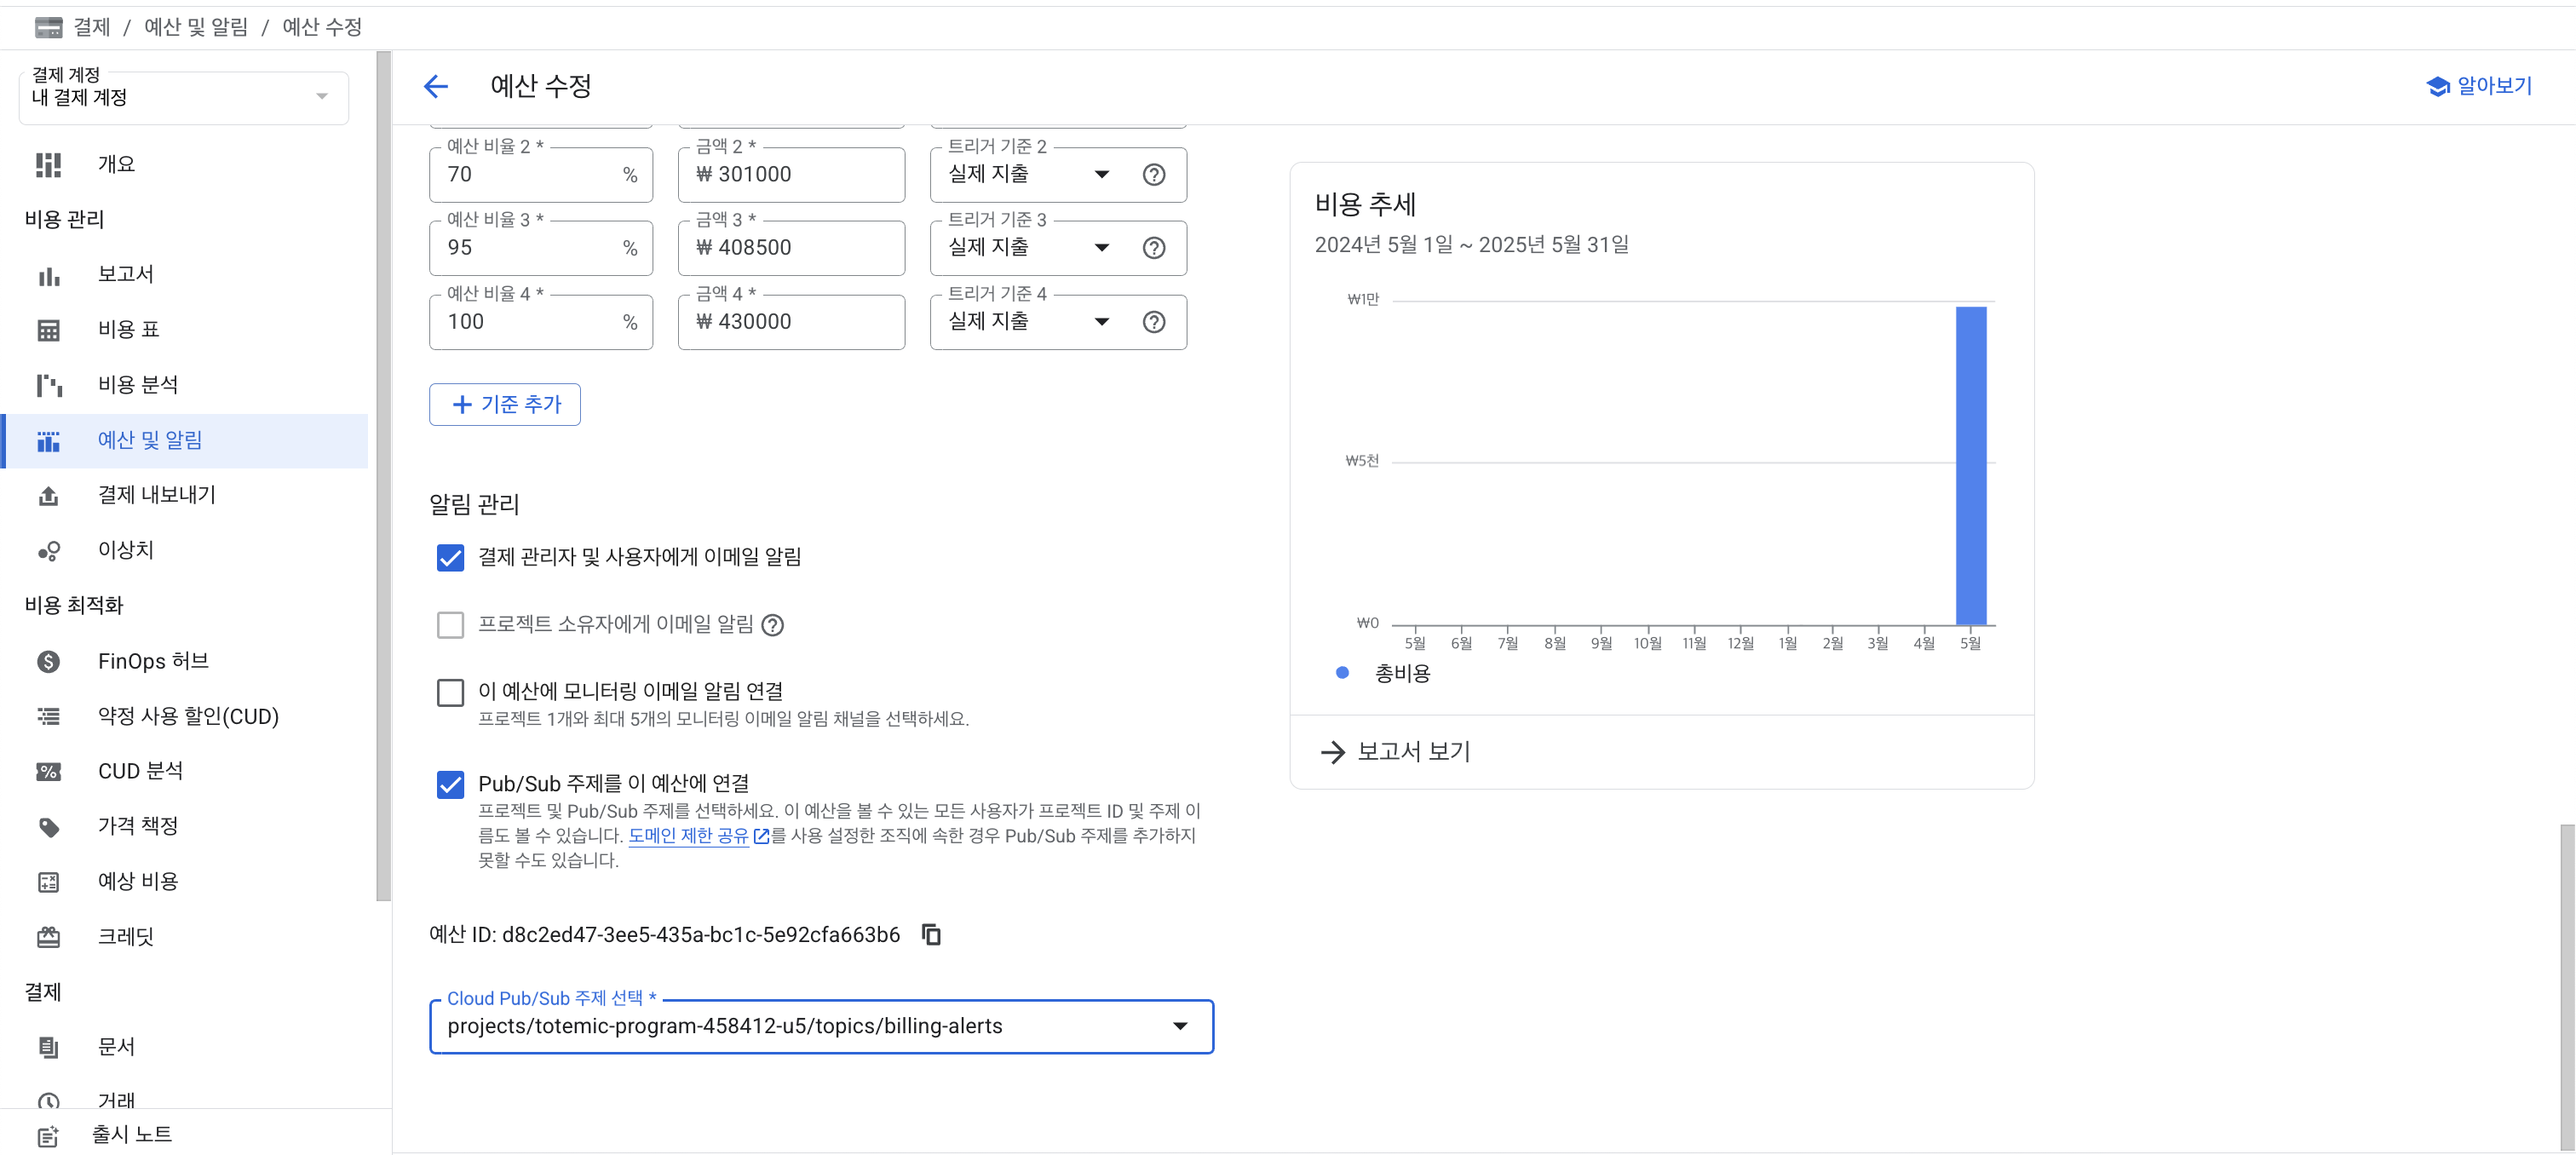 결제 / 예산 및 알림 / 예산 수정
결제 계정
내 결제 계정
개요
비용 관리
보고서
비용 표
비용 분석
예산 및 알림
결제 내보내기
이상치
비용 최적화
FinOps 허브
약정 사용 할인(CUD)
CUD 분석
가격 책정
예상 비용
크레딧
결제
문서
거래
출시 노트
예산 수정
알아보기
예산 비율 2 * 금액 2 * 트리거 기준 2
70 % ₩ 301000 실제 지출
예산 비율 3 * 금액 3 * 트리거 기준 3
95 % ₩ 408500 실제 지출
예산 비율 4 * 금액 4 * 트리거 기준 4
100 % ₩ 430000 실제 지출
+ 기준 추가
알림 관리
결제 관리자 및 사용자에게 이메일 알림
프로젝트 소유자에게 이메일 알림
이 예산에 모니터링 이메일 알림 연결
프로젝트 1개와 최대 5개의 모니터링 이메일 알림 채널을 선택하세요.
Pub/Sub 주제를 이 예산에 연결
프로젝트 및 Pub/Sub 주제를 선택하세요. 이 예산을 볼 수 있는 모든 사용자가 프로젝트 ID 및 주제 이
름도 볼 수 있습니다. 도메인 제한 공유를 사용 설정한 조직에 속한 경우 Pub/Sub 주제를 추가하지
못할 수도 있습니다.
예산 ID: d8c2ed47-3ee5-435a-bc1c-5e92cfa663b6
Cloud Pub/Sub 주제 선택 *
projects/totemic-program-458412-u5/topics/billing-alerts
비용 추세
2024년 5월 1일 ~ 2025년 5월 31일
₩1만
₩5천
₩0
5월 6월 7월 8월 9월 10월 11월 12월 1월 2월 3월 4월 5월
총비용
보고서 보기